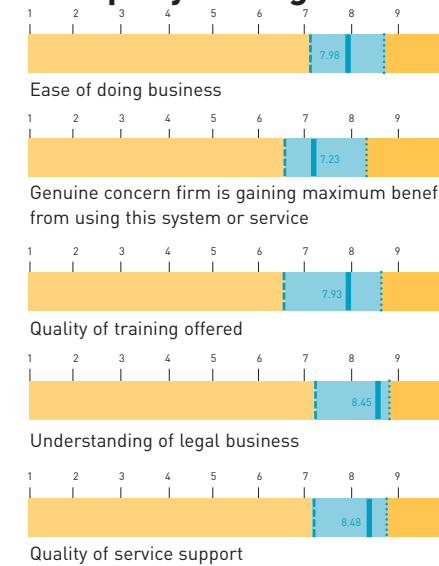 1 2 3 4 5 6 7 8 9
7.98
Ease of doing business
1 2 3 4 5 6 7 8 9
7.23
Genuine concern firm is gaining maximum benef
from using this system or service
1 2 3 4 5 6 7 8 9
7.93
Quality of training offered
1 2 3 4 5 6 7 8 9
8.45
Understanding of legal business
1 2 3 4 5 6 7 8 9
8.48
Quality of service support